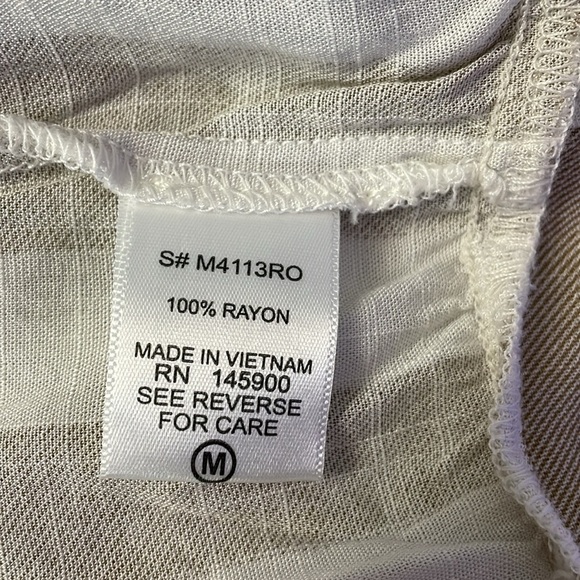 S# M4113RO
100% RAYON
MADE IN VIETNAM
RN 145900
SEE REVERSE
FOR CARE
M